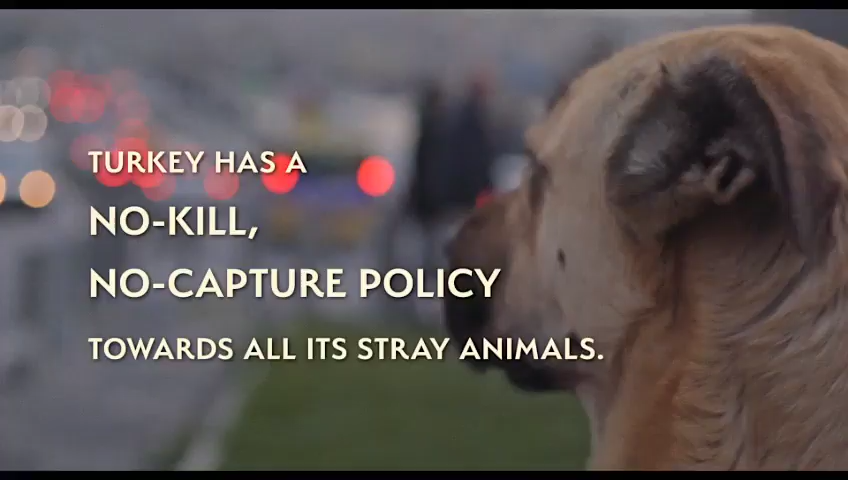 TURKEY HAS A
NO-KILL,
NO-CAPTURE POLICY
TOWARDS ALL ITS STRAY ANIMALS.